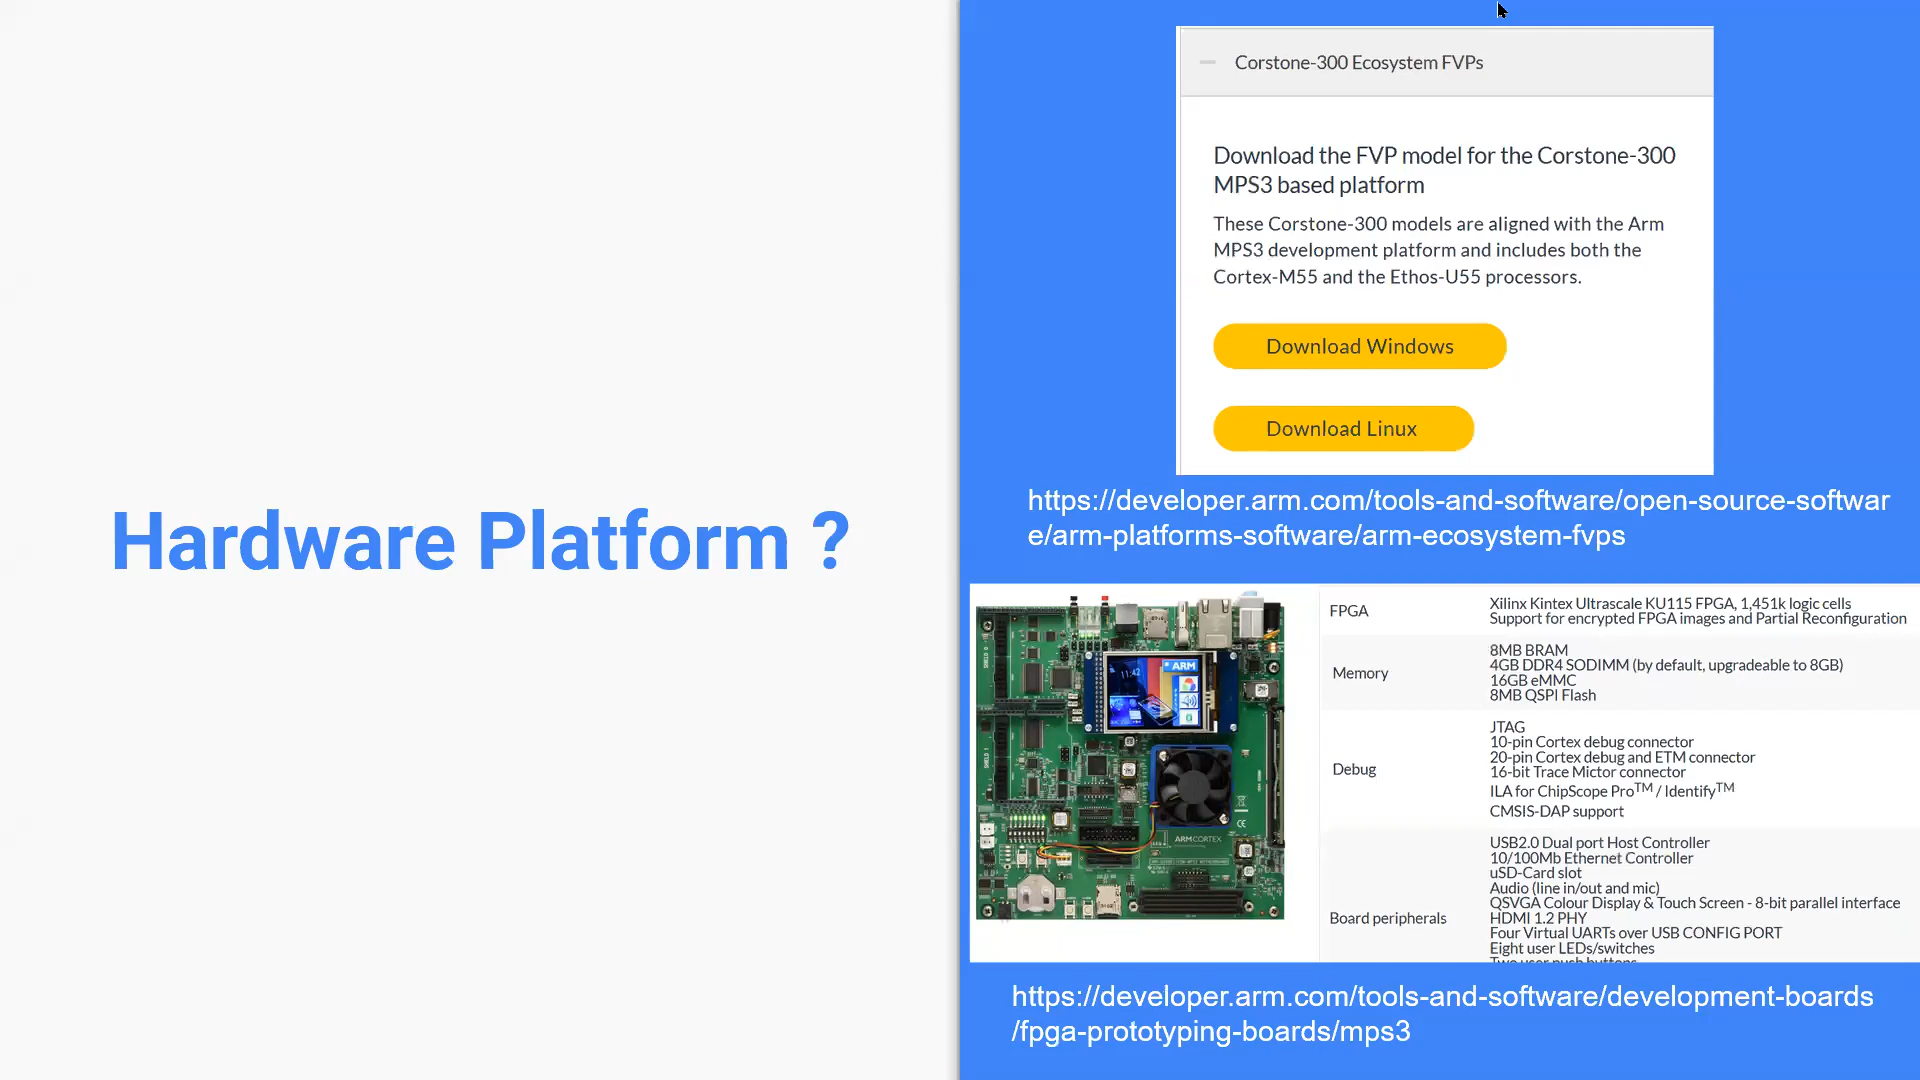 Hardware Platform ?
Corstone-300 Ecosystem FVPs
Download the FVP model for the Corstone-300
MPS3 based platform
These Corstone-300 models are aligned with the Arm
MPS3 development platform and includes both the
Cortex-M55 and the Ethos-U55 processors.
Download Windows
Download Linux
https://developer.arm.com/tools-and-software/open-source-softwar
e/arm-platforms-software/arm-ecosystem-fvps
11:42
ARM
ARM CORTEX
FPGA
Xilinx Kintex Ultrascale KU115 FPGA, 1,451k logic cells
Support for encrypted FPGA images and Partial Reconfiguration
Memory
8MB BRAM
4GB DDR4 SODIMM (by default, upgradeable to 8GB)
16GB eMMC
8MB QSPI Flash
Debug
JTAG
10-pin Cortex debug connector
20-pin Cortex debug and ETM connector
16-bit Trace Mictor connector
ILA for ChipScope Pro™ / Identify™
CMSIS-DAP support
Board peripherals
USB2.0 Dual port Host Controller
10/100Mb Ethernet Controller
uSD-Card slot
Audio (line in/out and mic)
QSVGA Colour Display & Touch Screen - 8-bit parallel interface
HDMI 1.2 PHY
Four Virtual UARTs over USB CONFIG PORT
Eight user LEDs/switches
Two user push buttons
https://developer.arm.com/tools-and-software/development-boards
/fpga-prototyping-boards/mps3